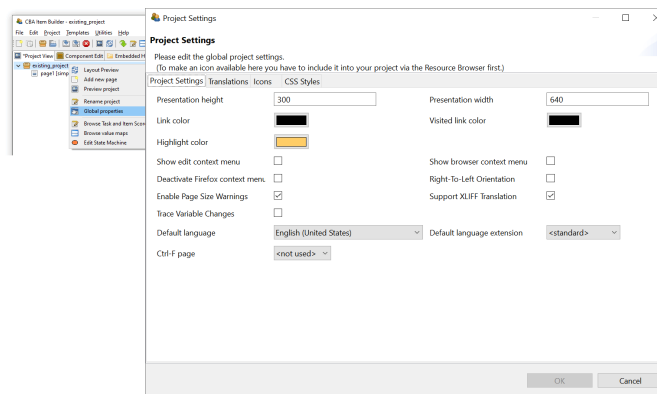 CBA Item Builder - existing_project
File Edit Project Templates Utilities Help
*Project View Component Edit Embedded H
existing_project
page1 [simp
Layout Preview
Add new page
Preview project
Rename project
Global properties
Browse Task and Item Score
Browse value maps
Edit State Machine
Project Settings
Project Settings
Please edit the global project settings.
(To make an icon available here you have to include it into your project via the Resource Browser first.)
Project Settings Translations Icons CSS Styles
Presentation height 300 Presentation width 640
Link color Visited link color
Highlight color
Show edit context menu Show browser context menu
Deactivate Firefox context menu Right-To-Left Orientation
Enable Page Size Warnings Support XLIFF Translation
Trace Variable Changes
Default language English (United States) Default language extension <standard>
Ctrl-F page <not used>
OK Cancel